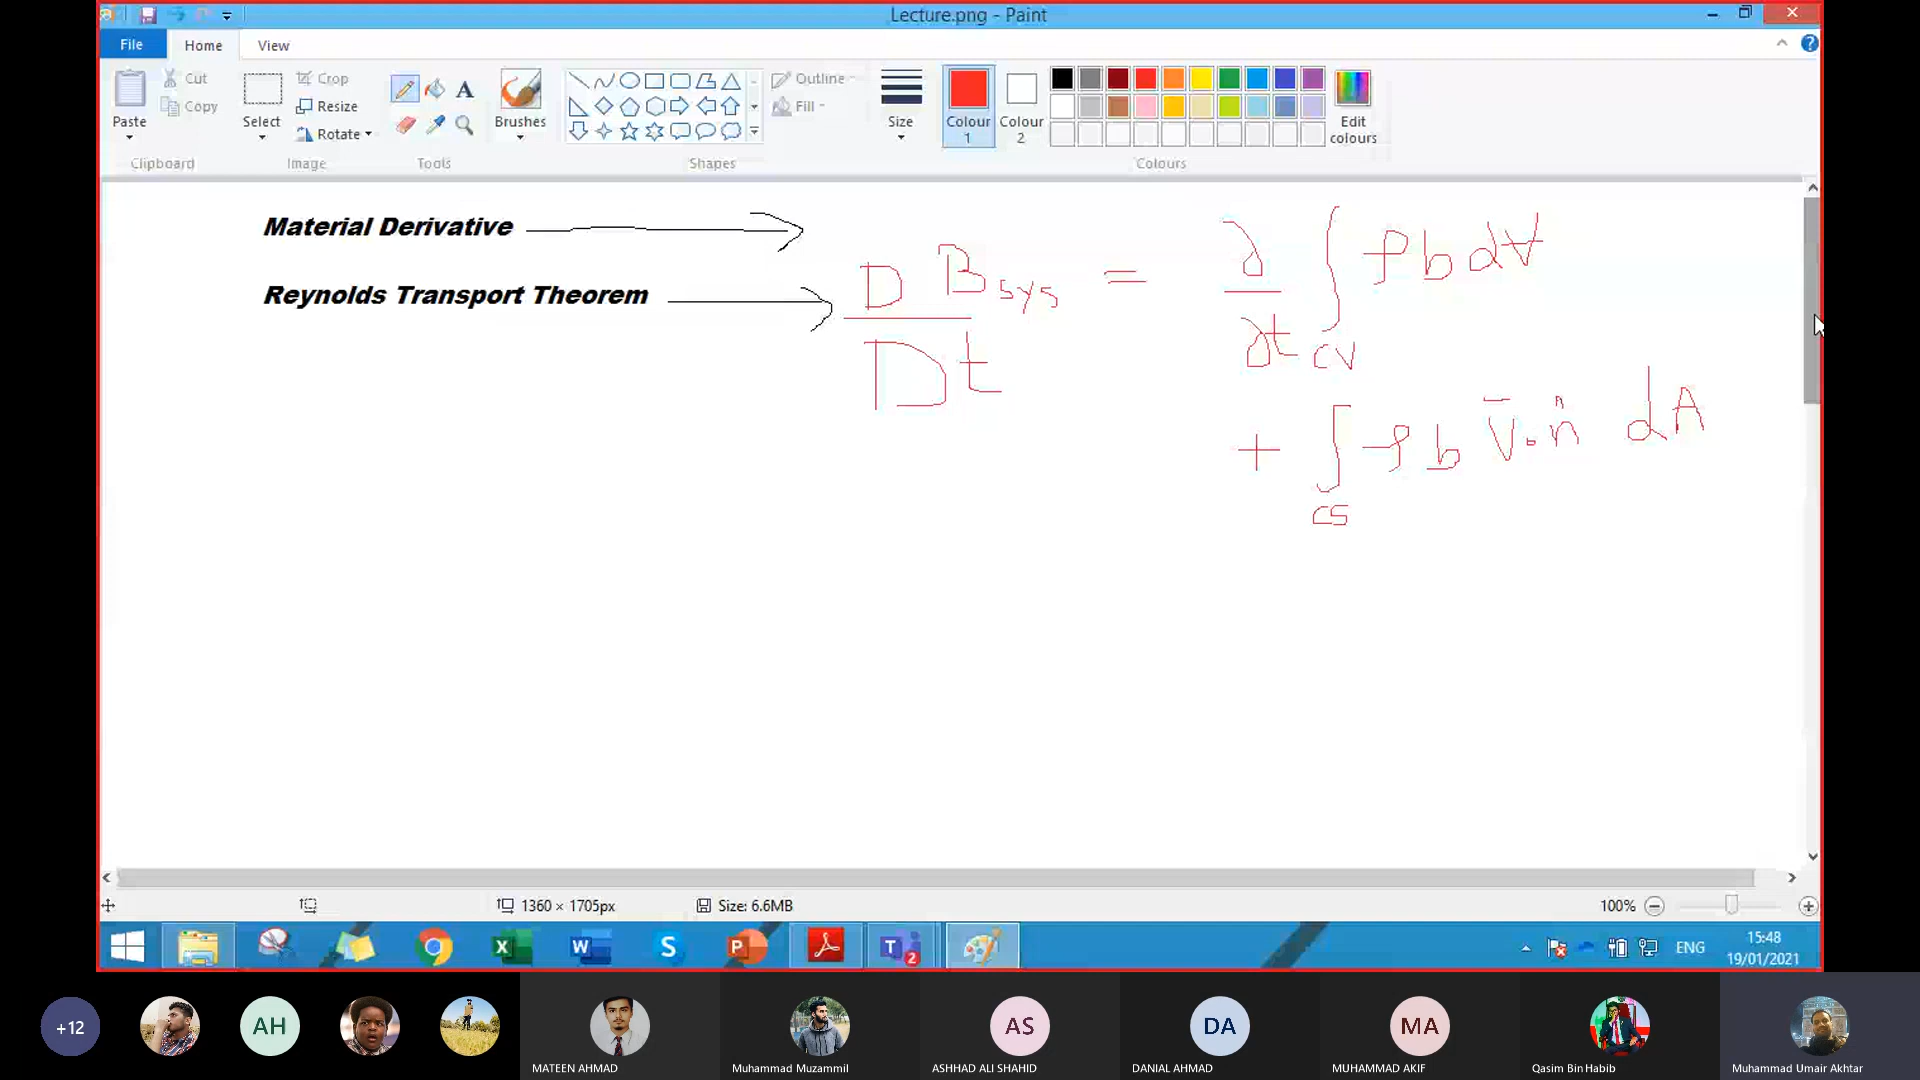 Lecture.png - Paint
File Home View
Paste
Cut
Copy
Clipboard
Select
Crop
Resize
Rotate
Image
Tools
A
Brushes
Shapes
Outline
Fill
Size
Colour 1
Colour 2
Edit colours
Colours
Material Derivative
Reynolds Transport Theorem
D B sys / Dt = ∂/∂t ∫ CV ρ b dV
+ ∫ CS ρ b V̄ . n̂ dA
1360 × 1705px
Size: 6.6MB
100%
2
ENG
15:48
19/01/2021
+12
AH
AS
DA
MA
MATEEN AHMAD
Muhammad Muzammil
ASHHAD ALI SHAHID
DANIAL AHMAD
MUHAMMAD AKIF
Qasim Bin Habib
Muhammad Umair Akhtar